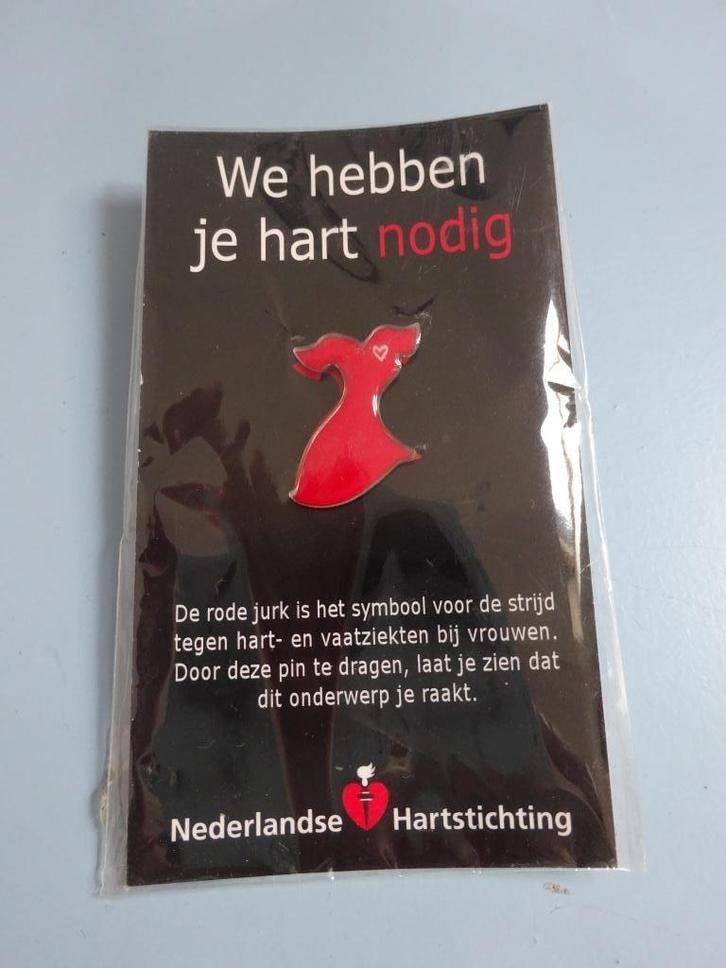 We hebben
je hart nodig
De rode jurk is het symbool voor de strijd
tegen hart- en vaatziekten bij vrouwen.
Door deze pin te dragen, laat je zien dat
dit onderwerp je raakt.
Nederlandse Hartstichting